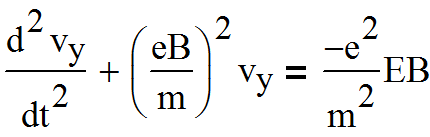 d²v_y/dt² + (eB/m)² v_y = −e²/m² EB